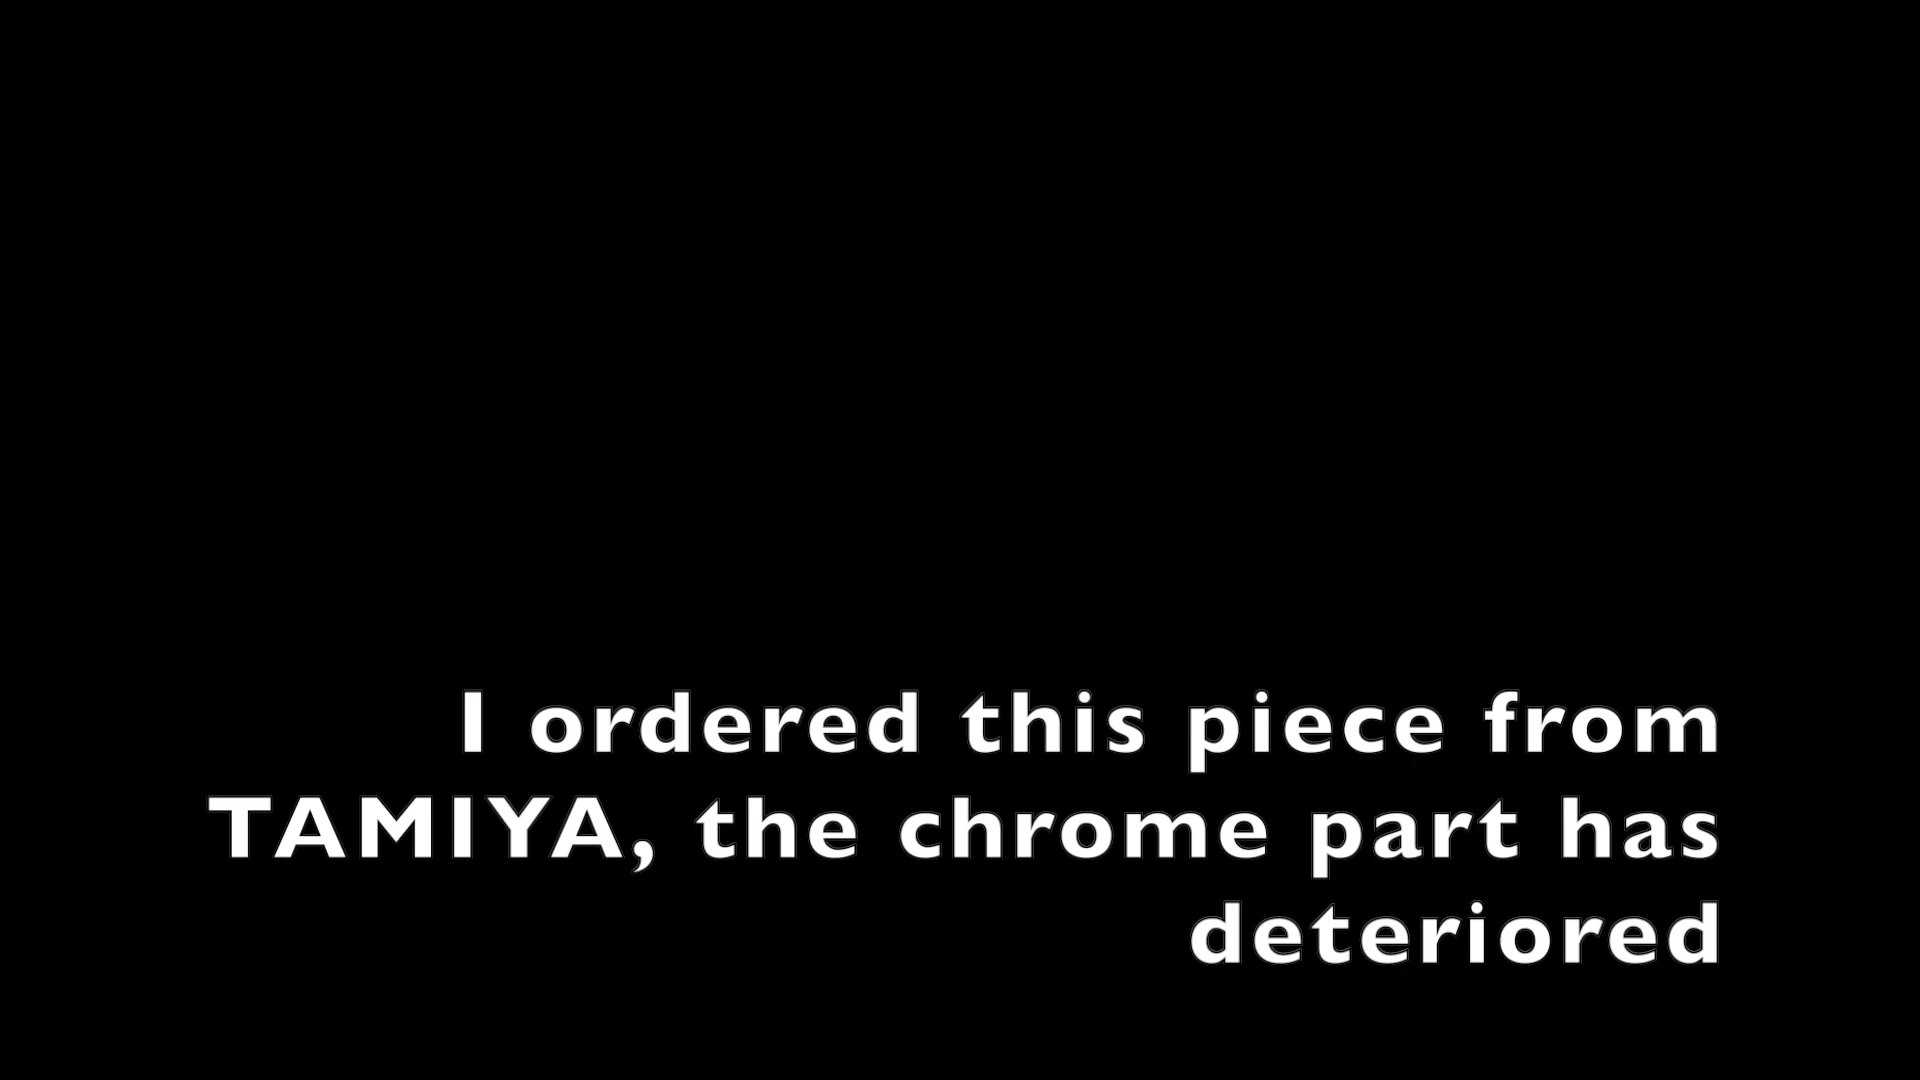 I ordered this piece from
TAMIYA, the chrome part has
deteriored